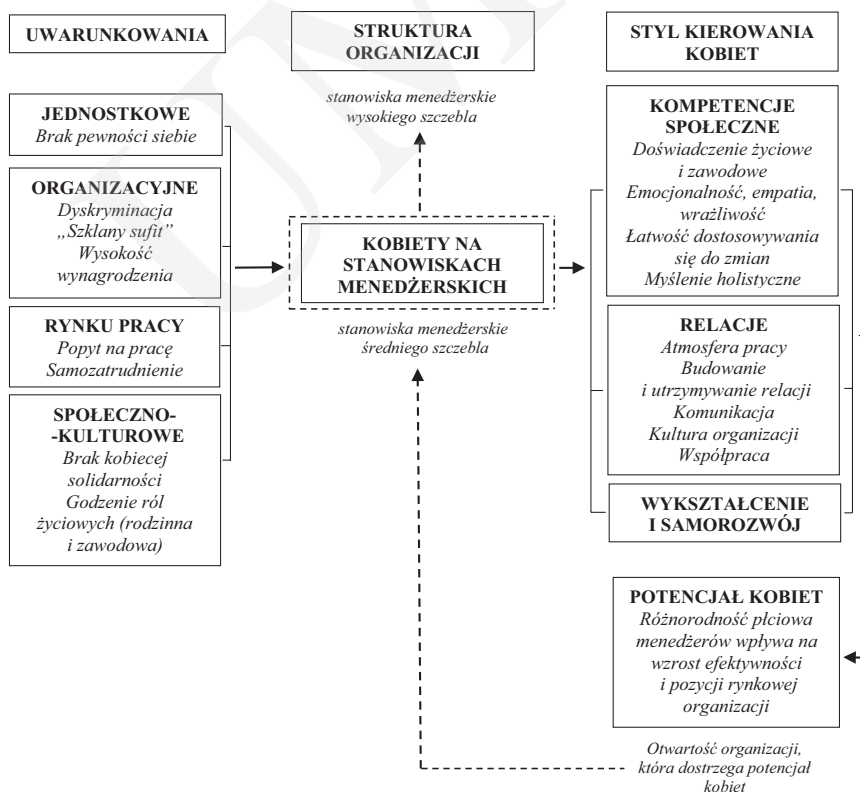 UWARUNKOWANIA
JEDNOSTKOWE
Brak pewności siebie
ORGANIZACYJNE
Dyskryminacja
„Szklany sufit”
Wysokość
wynagrodzenia
RYNKU PRACY
Popyt na pracę
Samozatrudnienie
SPOŁECZNO-
-KULTUROWE
Brak kobiecej
solidarności
Godzenie ról
życiowych (rodzinna
i zawodowa)
STRUKTURA
ORGANIZACJI
stanowiska menedżerskie
wysokiego szczebla
KOBIETY NA
STANOWISKACH
MENEDŻERSKICH
stanowiska menedżerskie
średniego szczebla
STYL KIEROWANIA
KOBIET
KOMPETENCJE
SPOŁECZNE
Doświadczenie życiowe
i zawodowe
Emocjonalność, empatia,
wrażliwość
Łatwość dostosowywania
się do zmian
Myślenie holistyczne
RELACJE
Atmosfera pracy
Budowanie
i utrzymywanie relacji
Komunikacja
Kultura organizacji
Współpraca
WYKSZTAŁCENIE
I SAMOROZWÓJ
POTENCJAŁ KOBIET
Różnorodność płciowa
menedżerów wpływa na
wzrost efektywności
i pozycji rynkowej
organizacji
Otwartość organizacji,
która dostrzega potencjał
kobiet